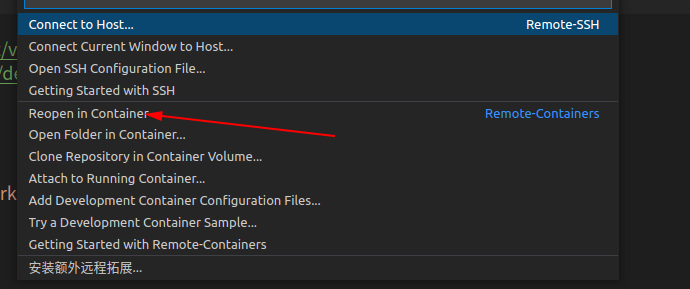 Connect to Host... Remote-SSH
Connect Current Window to Host...
Open SSH Configuration File...
Getting Started with SSH
Reopen in Container Remote-Containers
Open Folder in Container...
Clone Repository in Container Volume...
Attach to Running Container...
Add Development Container Configuration Files...
Try a Development Container Sample...
Getting Started with Remote-Containers
安装额外远程拓展...
/v
/de
rk